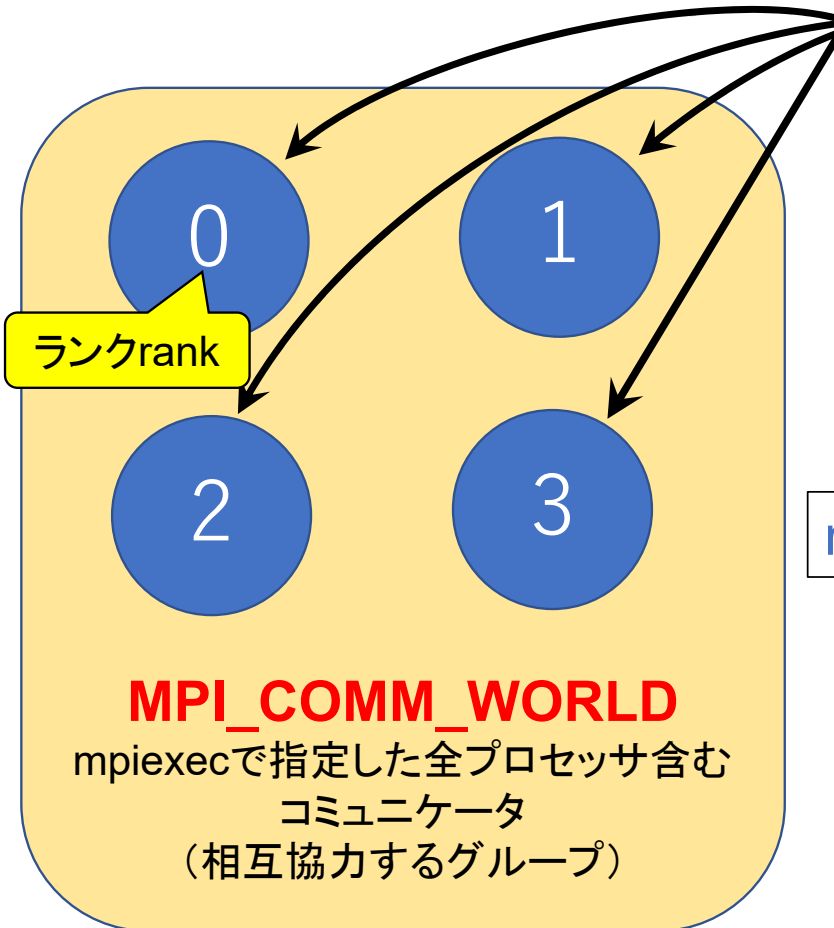 0
1
ランクrank
2
3
MPI_COMM_WORLD
mpiexecで指定した全プロセッサ含む
コミュニケータ
（相互協力するグループ）